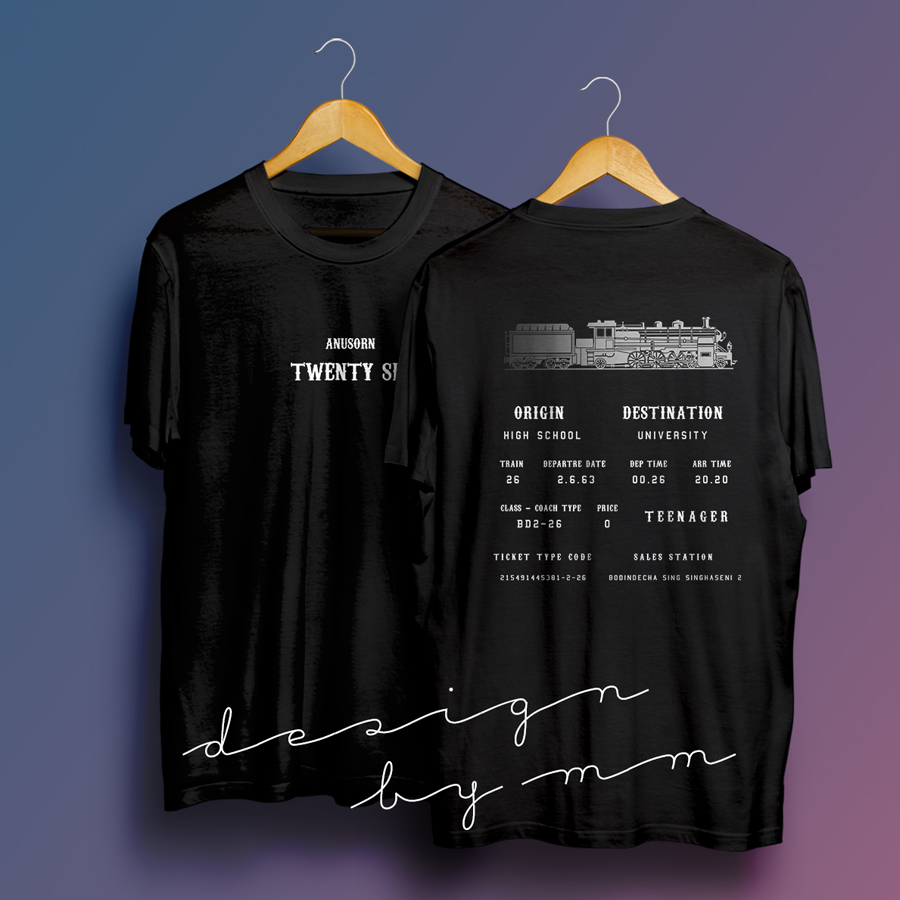 ANUSORN
TWENTY
ORIGIN DESTINATION
HIGH SCHOOL UNIVERSITY
TRAIN DEPARTRE DATE DEP TIME ARR TIME
26 2.6.63 00.26 20.20
CLASS - COACH TYPE PRICE TEENAGER
BD2-26 0
TICKET TYPE CODE SALES STATION
215491445381-2-26 BODINDECHA SING SINGHASENI 2
design
by mm